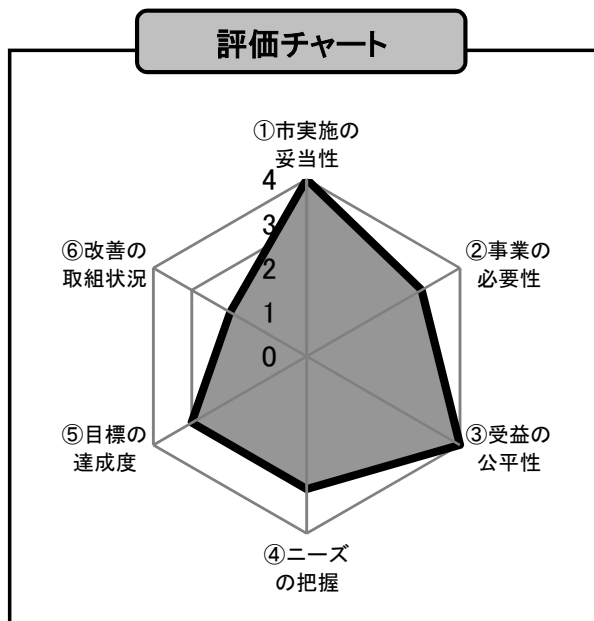 評価チャート
①市実施の
妥当性
4
3
2
1
0
②事業の
必要性
③受益の
公平性
④ニーズ
の把握
⑤目標の
達成度
⑥改善の
取組状況